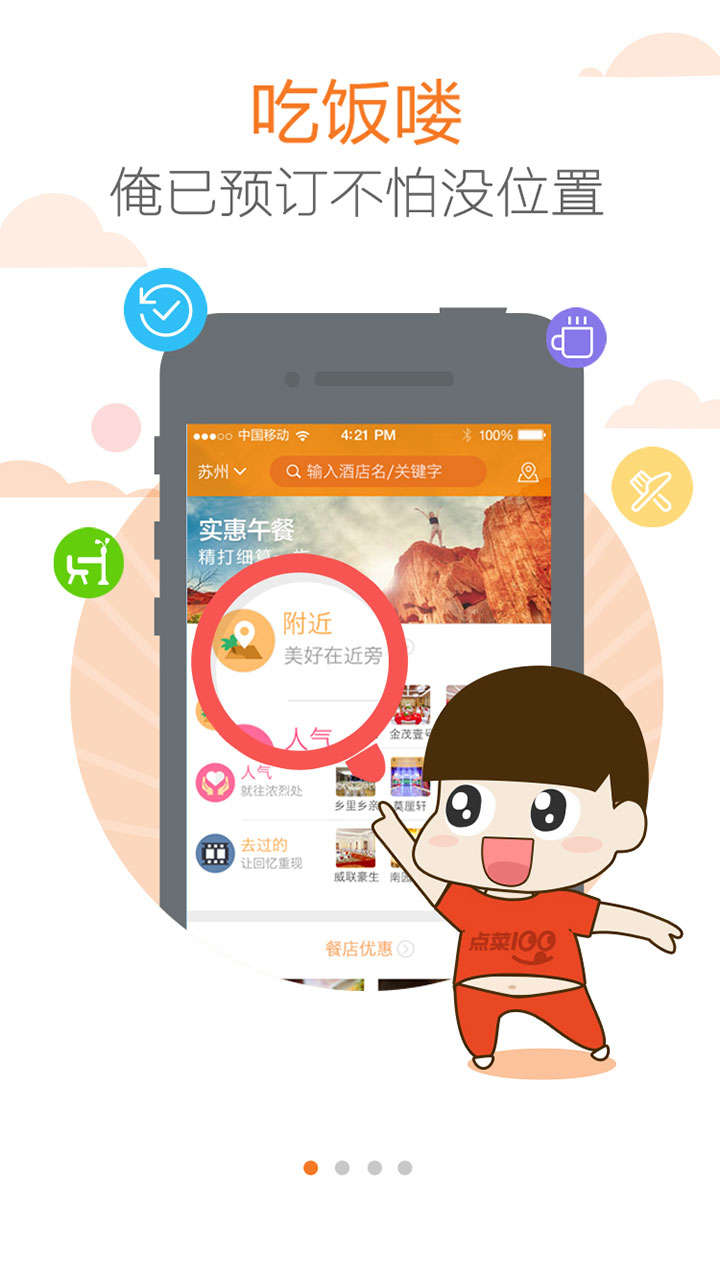 吃饭喽
俺已预订不怕没位置
中国移动 4:21 PM 100%
苏州 输入酒店名/关键字
实惠午餐
精打细算
附近
美好在近旁
人气
金茂壹号
人气
就往浓烈处
乡里乡亲 莫厘轩
去过的
让回忆重现
威联豪生 南园
餐店优惠
点菜100